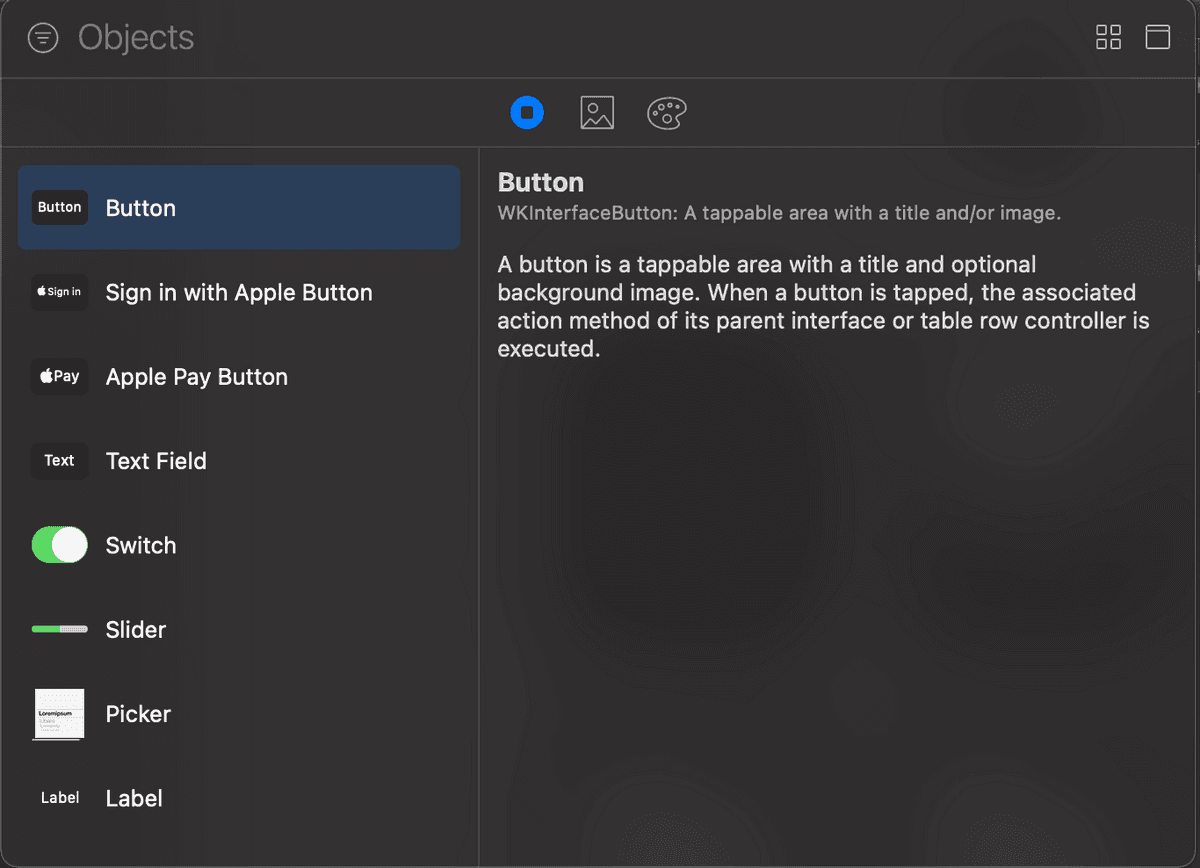 Objects
Button
Button
Sign in
Sign in with Apple Button
Pay
Apple Pay Button
Text
Text Field
Switch
Slider
Loremipsum
Picker
Label
Label
Button
WKInterfaceButton: A tappable area with a title and/or image.
A button is a tappable area with a title and optional
background image. When a button is tapped, the associated
action method of its parent interface or table row controller is
executed.